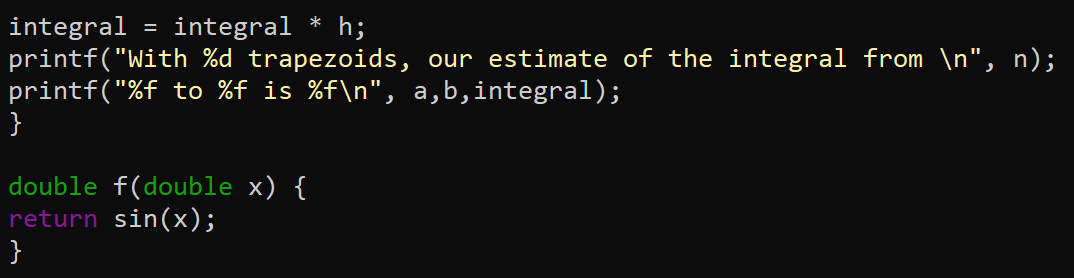 integral = integral * h;
printf("With %d trapezoids, our estimate of the integral from \n", n);
printf("%f to %f is %f\n", a,b,integral);
}

double f(double x) {
return sin(x);
}